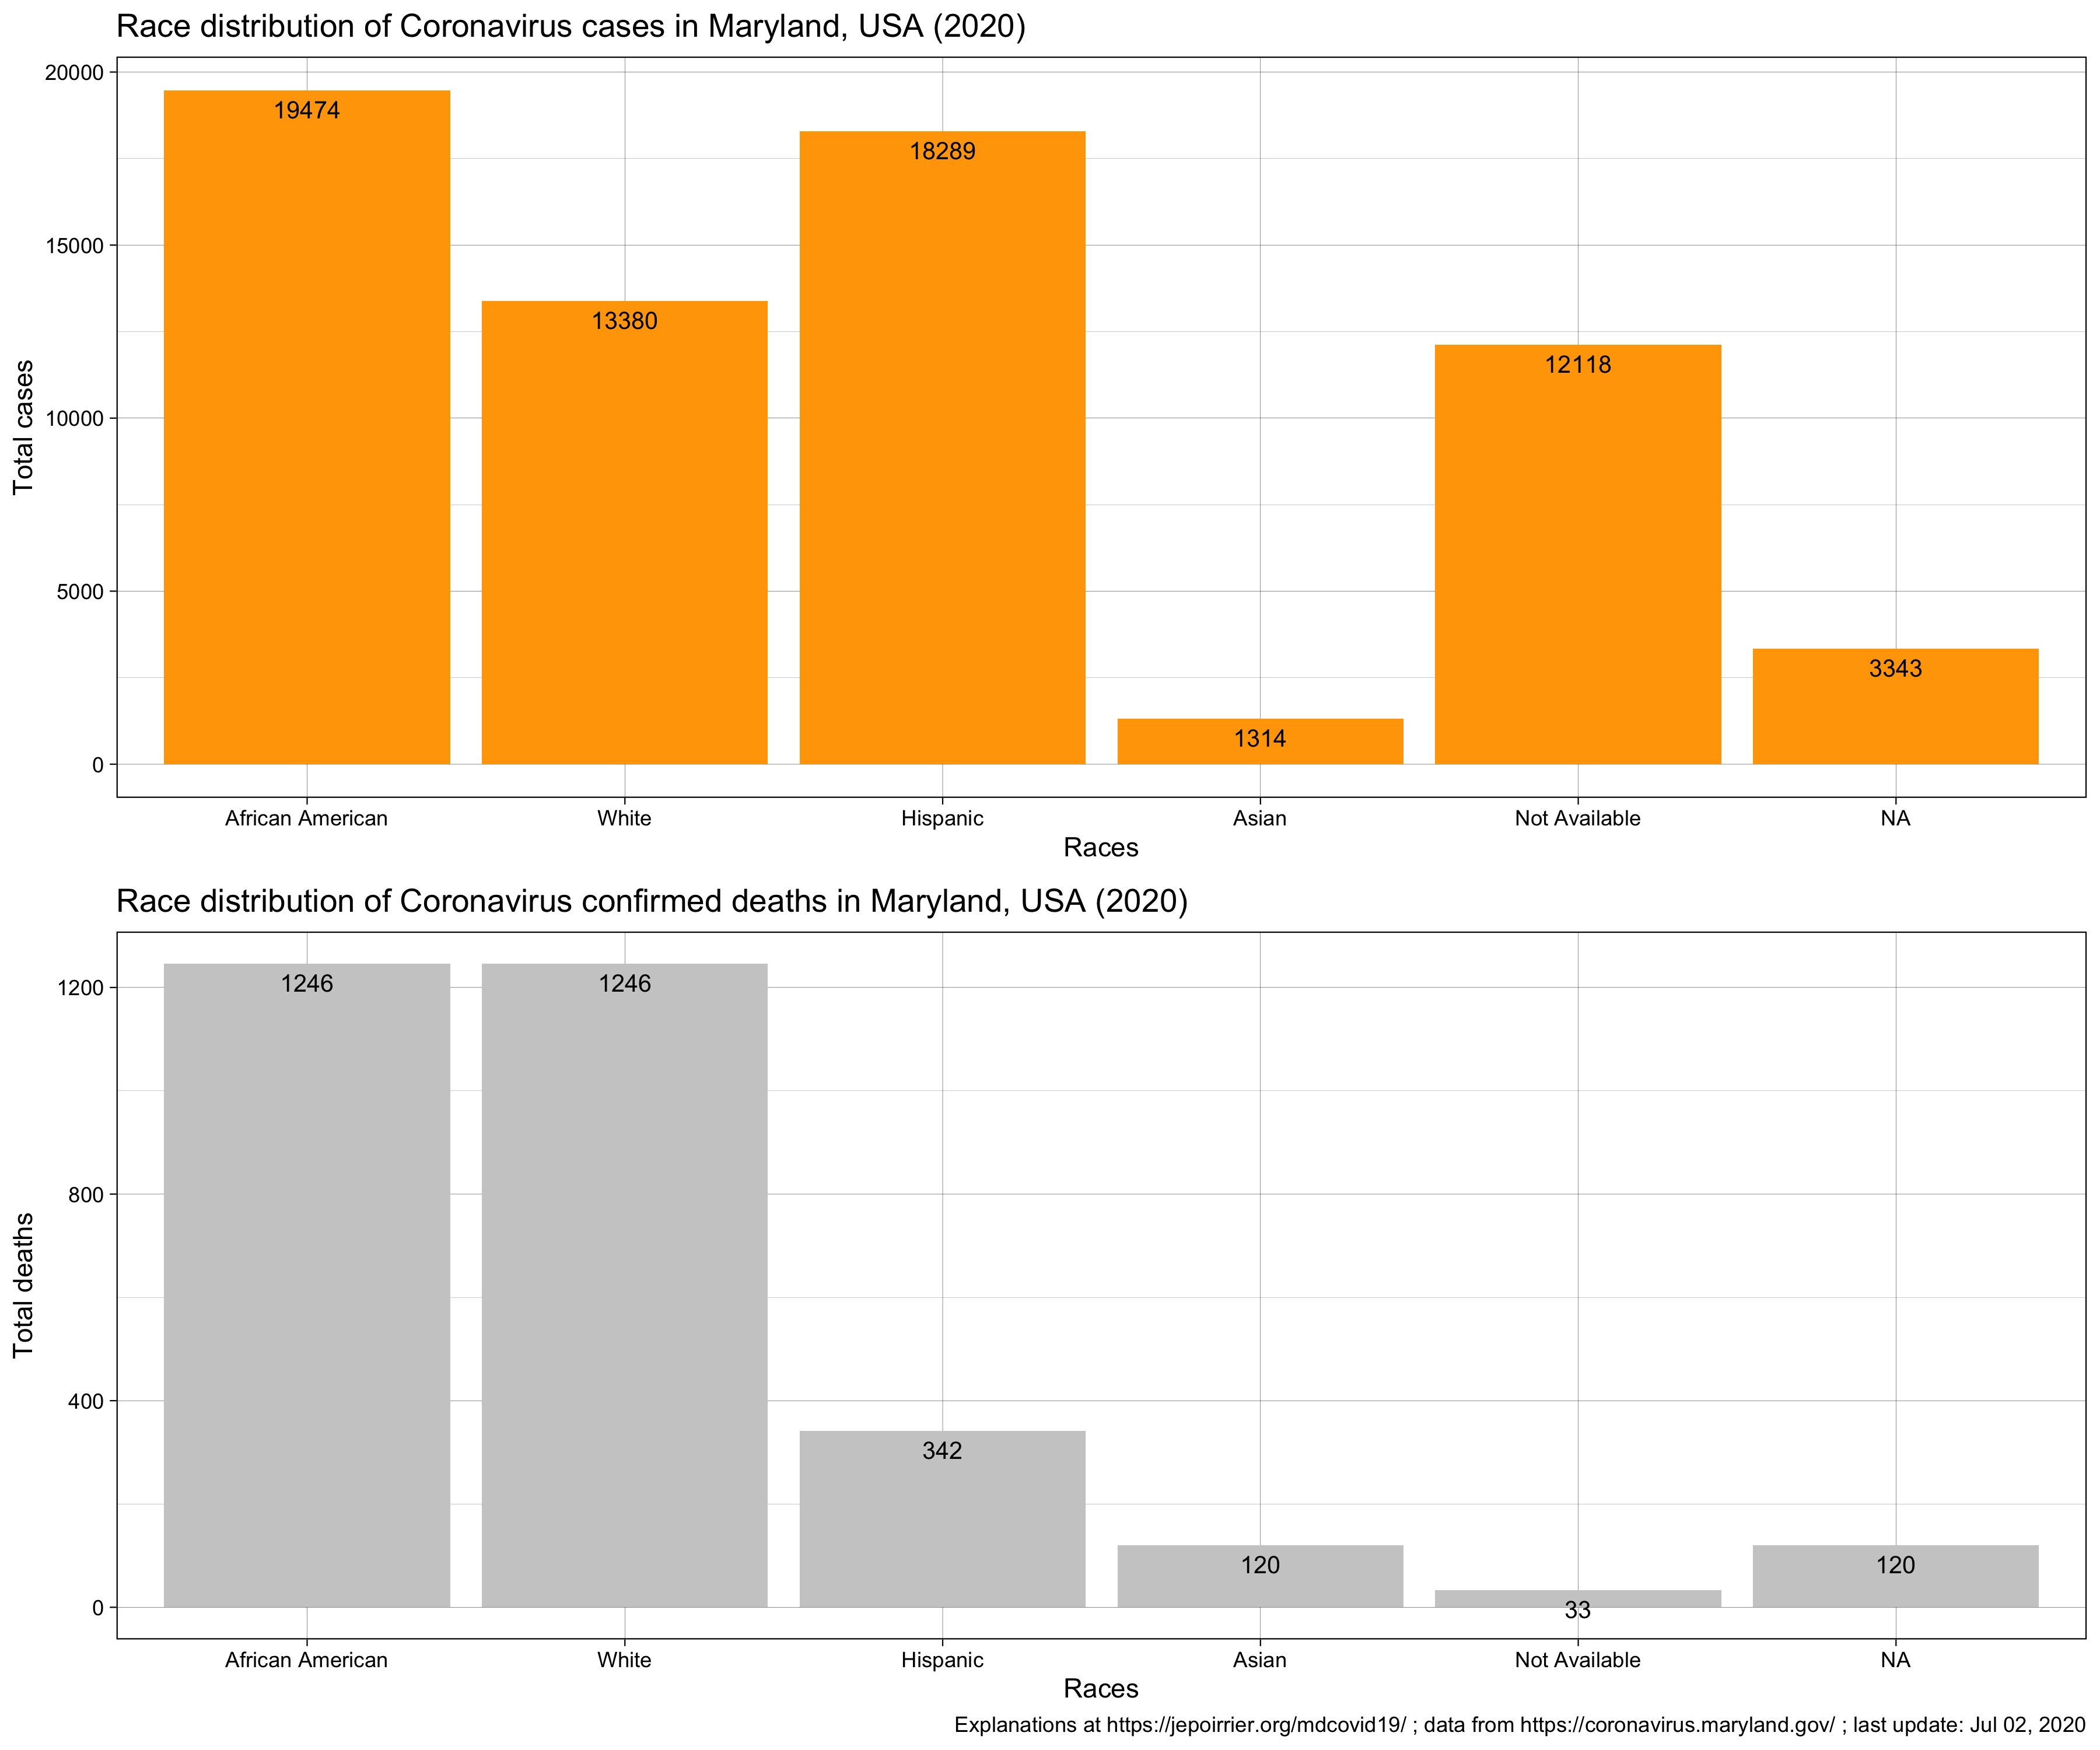 Race distribution of Coronavirus cases in Maryland, USA (2020)
20000
15000
10000
5000
0
Total cases
19474
13380
18289
1314
12118
3343
African American White Hispanic Asian Not Available NA
Races
Race distribution of Coronavirus confirmed deaths in Maryland, USA (2020)
1200
800
400
0
Total deaths
1246
1246
342
120
33
120
African American White Hispanic Asian Not Available NA
Races
Explanations at https://jepoirrier.org/mdcovid19/ ; data from https://coronavirus.maryland.gov/ ; last update: Jul 02, 2020